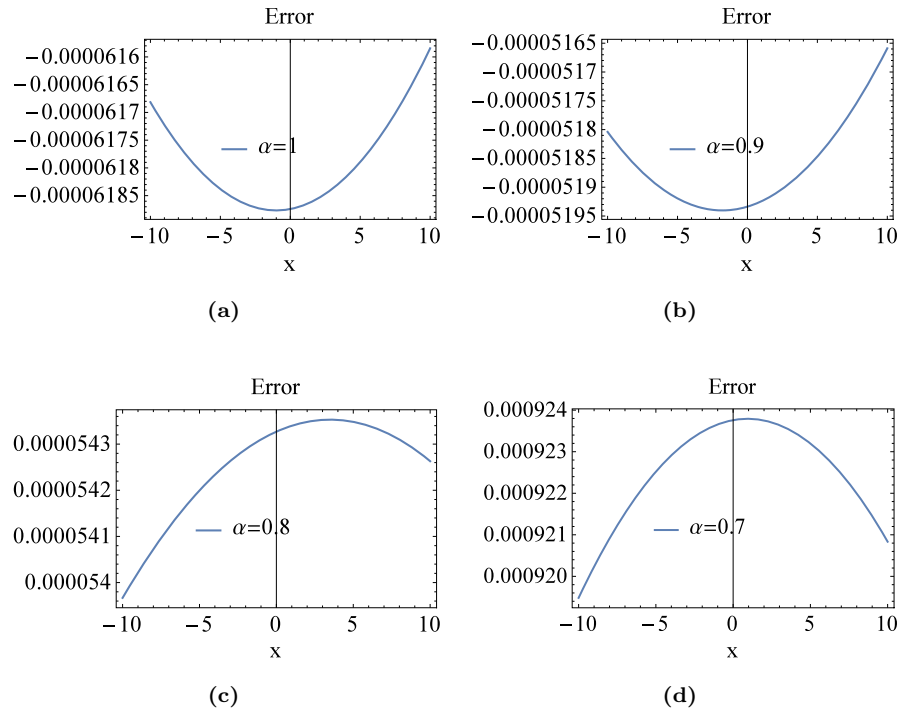 Error
−0.0000616
−0.00006165
−0.0000617
−0.00006175
−0.0000618
−0.00006185
α=1
−10 −5 0 5 10
x
(a)
Error
−0.00005165
−0.0000517
−0.00005175
−0.0000518
−0.00005185
−0.0000519
−0.00005195
α=0.9
−10 −5 0 5 10
x
(b)
Error
0.0000543
0.0000542
0.0000541
0.000054
α=0.8
−10 −5 0 5 10
x
(c)
Error
0.000924
0.000923
0.000922
0.000921
0.000920
α=0.7
−10 −5 0 5 10
x
(d)